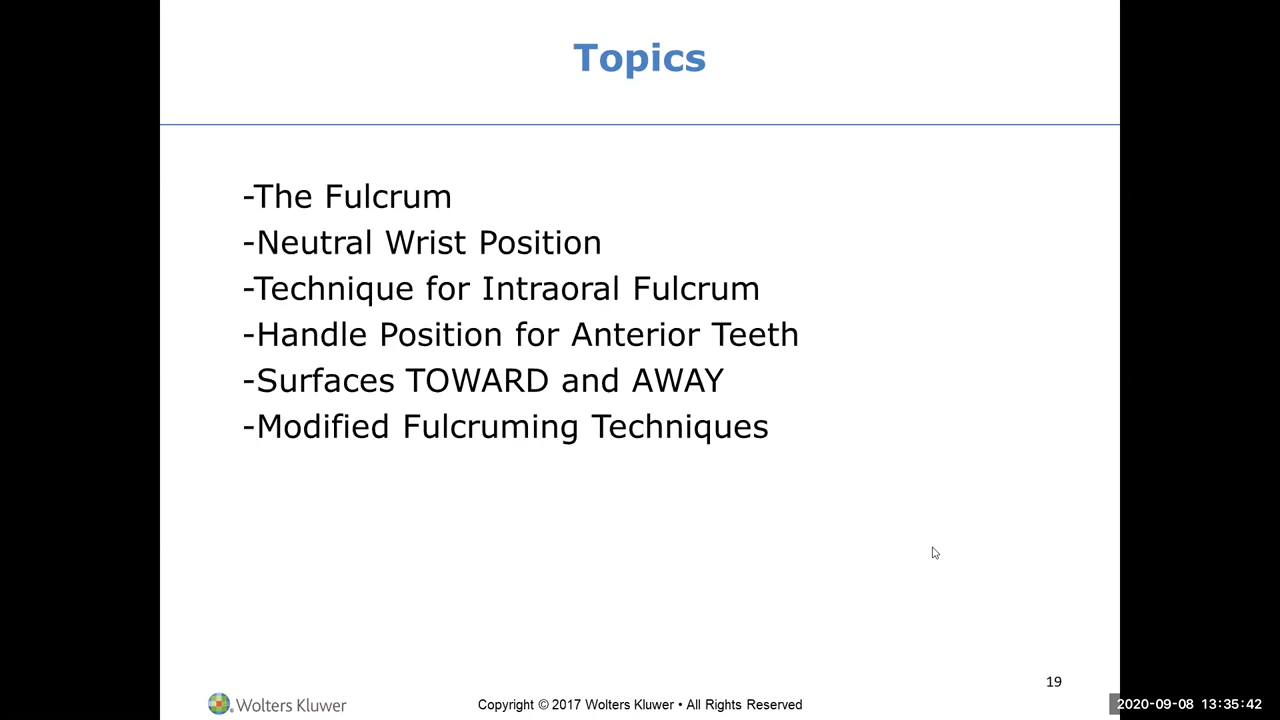 Topics
-The Fulcrum
-Neutral Wrist Position
-Technique for Intraoral Fulcrum
-Handle Position for Anterior Teeth
-Surfaces TOWARD and AWAY
-Modified Fulcruming Techniques
19
Wolters Kluwer
Copyright © 2017 Wolters Kluwer • All Rights Reserved
2020-09-08 13:35:42